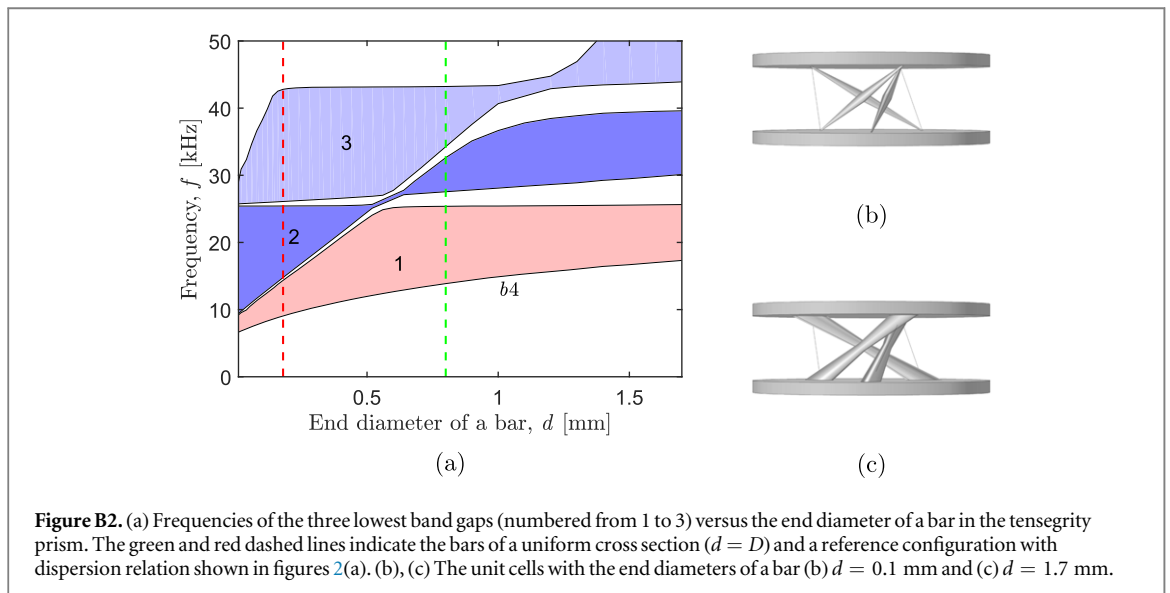 50
40
30
20
10
0
Frequency, f [kHz]
3
2
1
b4
0.5
1
1.5
End diameter of a bar, d [mm]
(a)
(b)
(c)
Figure B2. (a) Frequencies of the three lowest band gaps (numbered from 1 to 3) versus the end diameter of a bar in the tensegrity
prism. The green and red dashed lines indicate the bars of a uniform cross section (d = D) and a reference configuration with
dispersion relation shown in figures 2(a). (b), (c) The unit cells with the end diameters of a bar (b) d = 0.1 mm and (c) d = 1.7 mm.